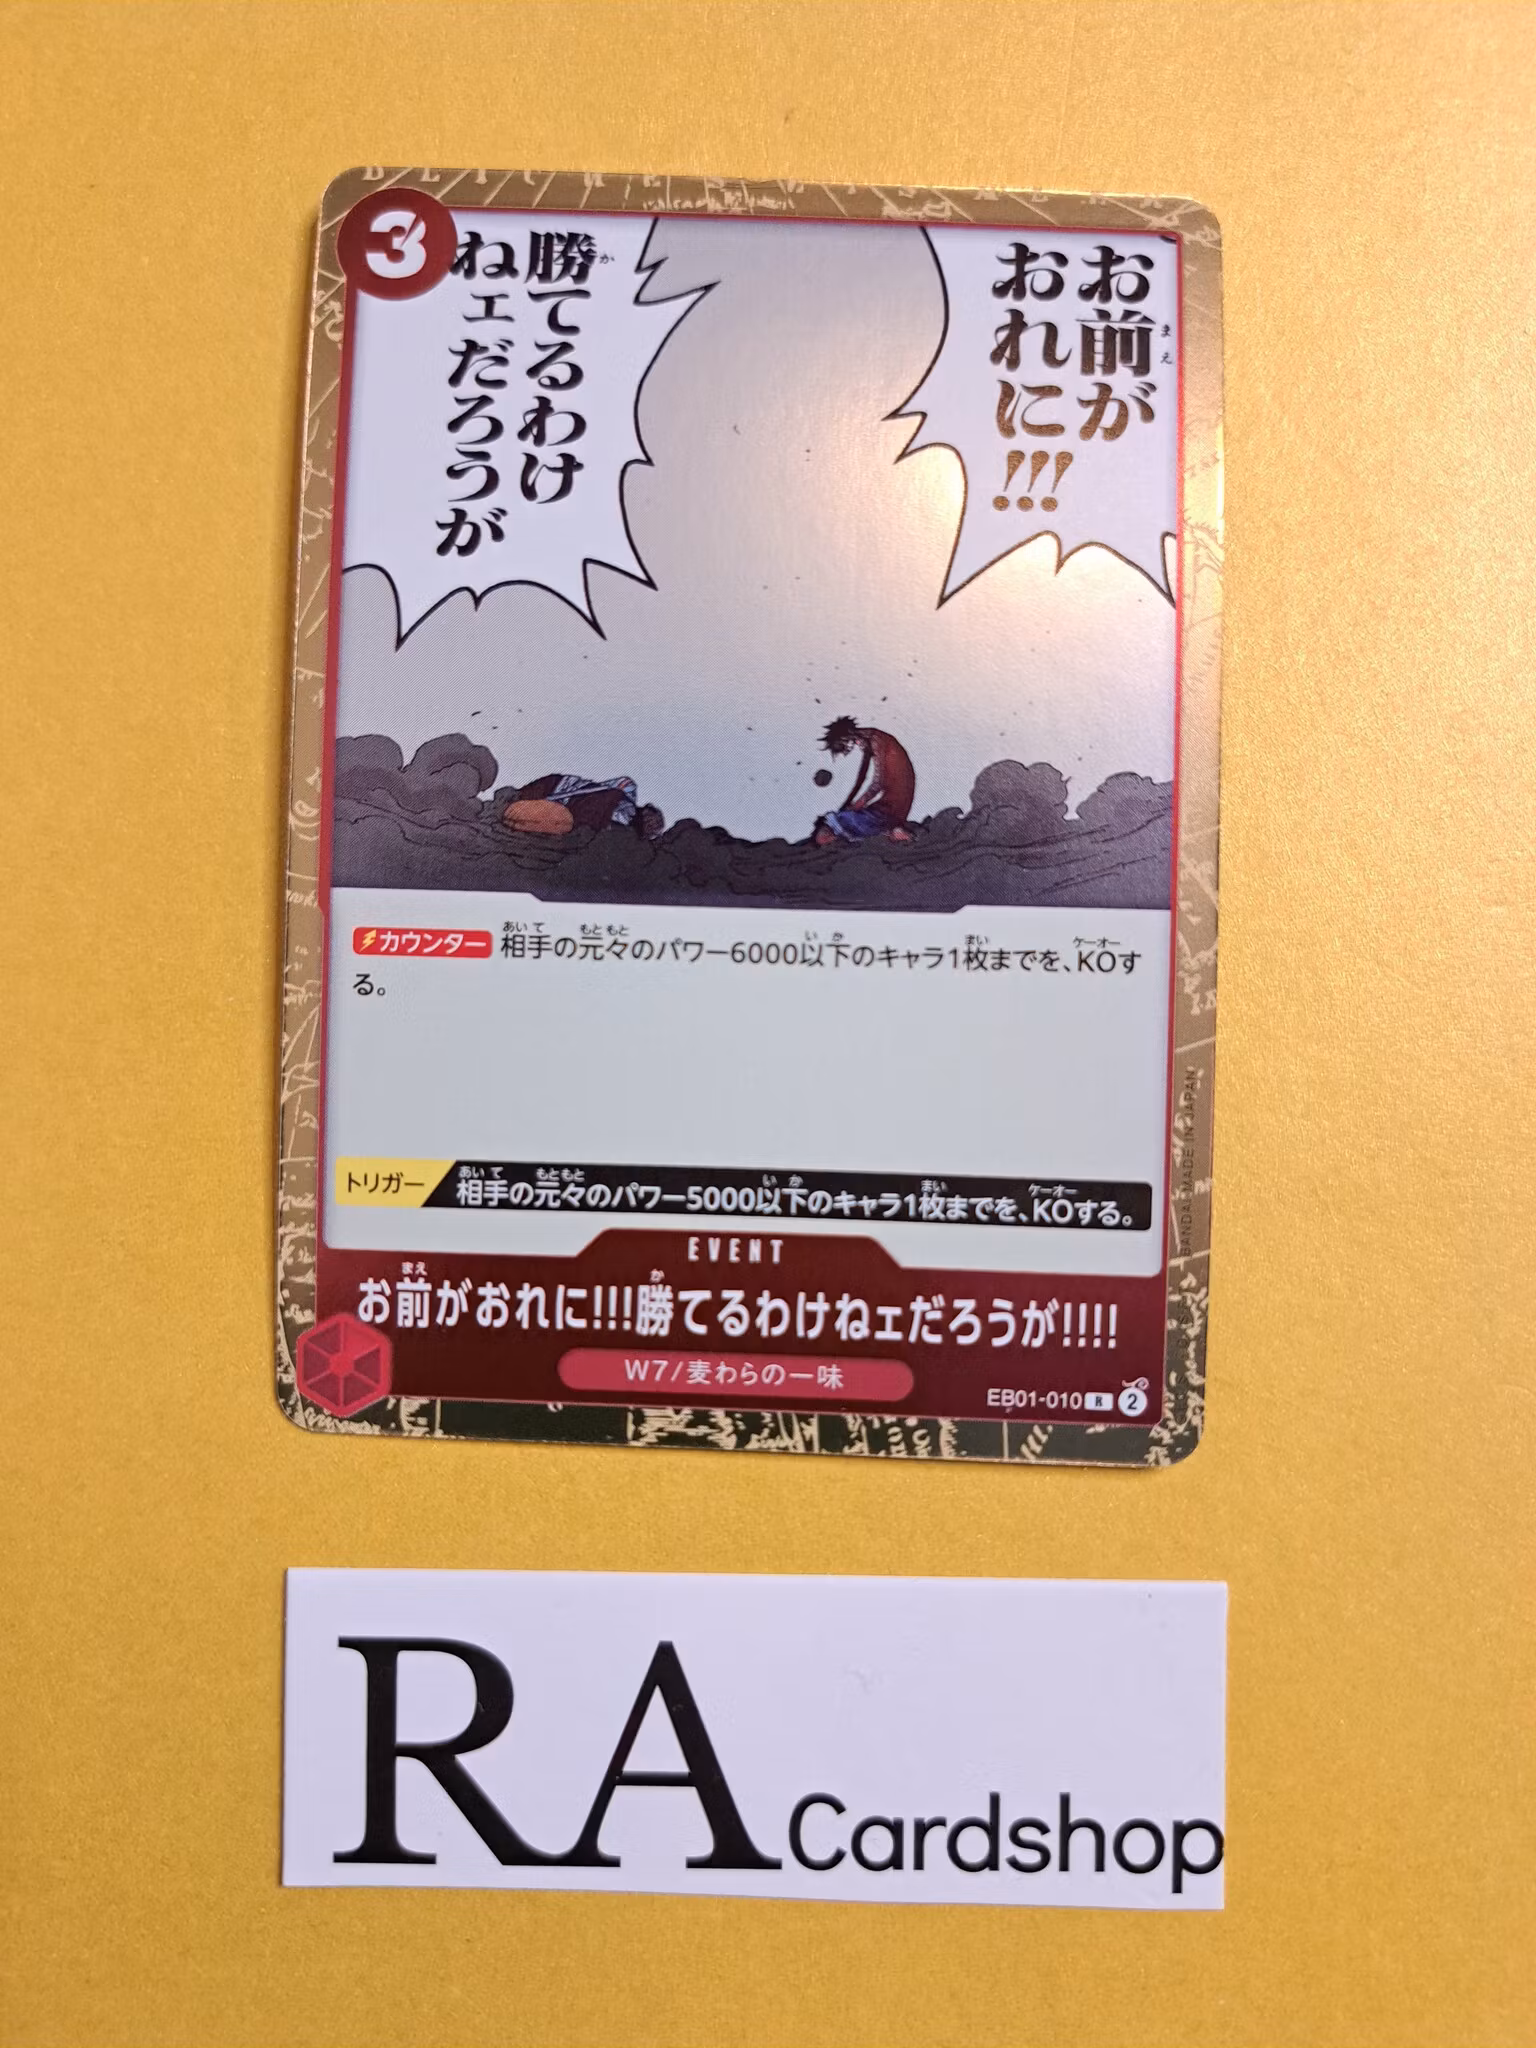 3
お前が
おれに!!!
勝てるわけ
ねェだろうが
カウンター 相手の元々のパワー6000以下のキャラ1枚までを、KOす
る。
トリガー 相手の元々のパワー5000以下のキャラ1枚までを、KOする。
EVENT
お前がおれに!!!勝てるわけねェだろうが!!!!
W7/麦わらの一味
EB01-010 R 2
BANDAI MADE IN JAPAN
RA Cardshop